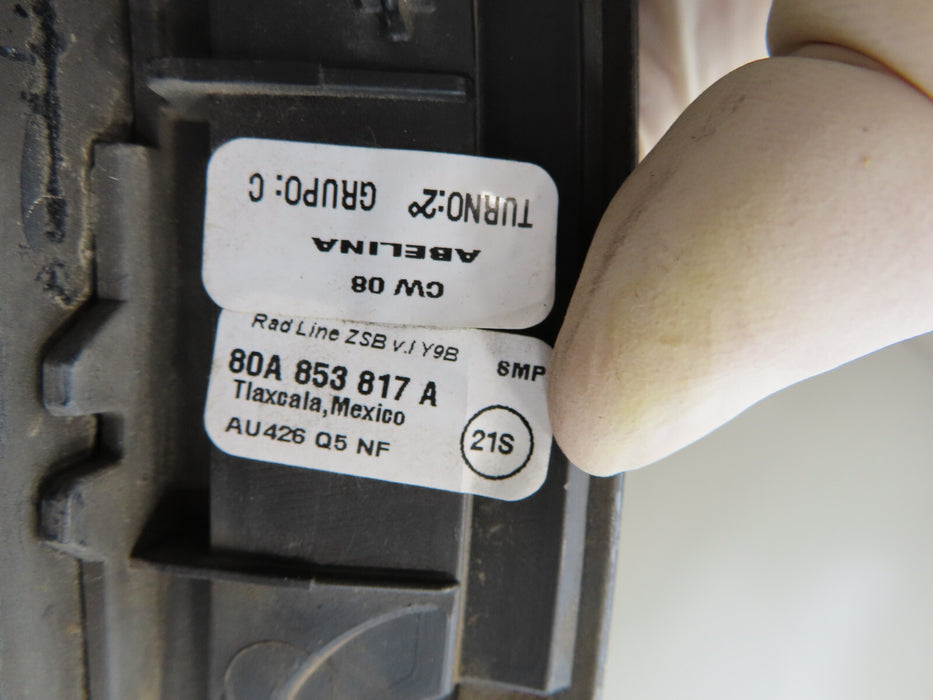 TURNO:2° GRUPO: C
ABELINA
CW 08
Rad Line ZSB v.l Y9B
80A 853 817 A
SMP
Tlaxcala,Mexico
AU426 Q5 NF
21S